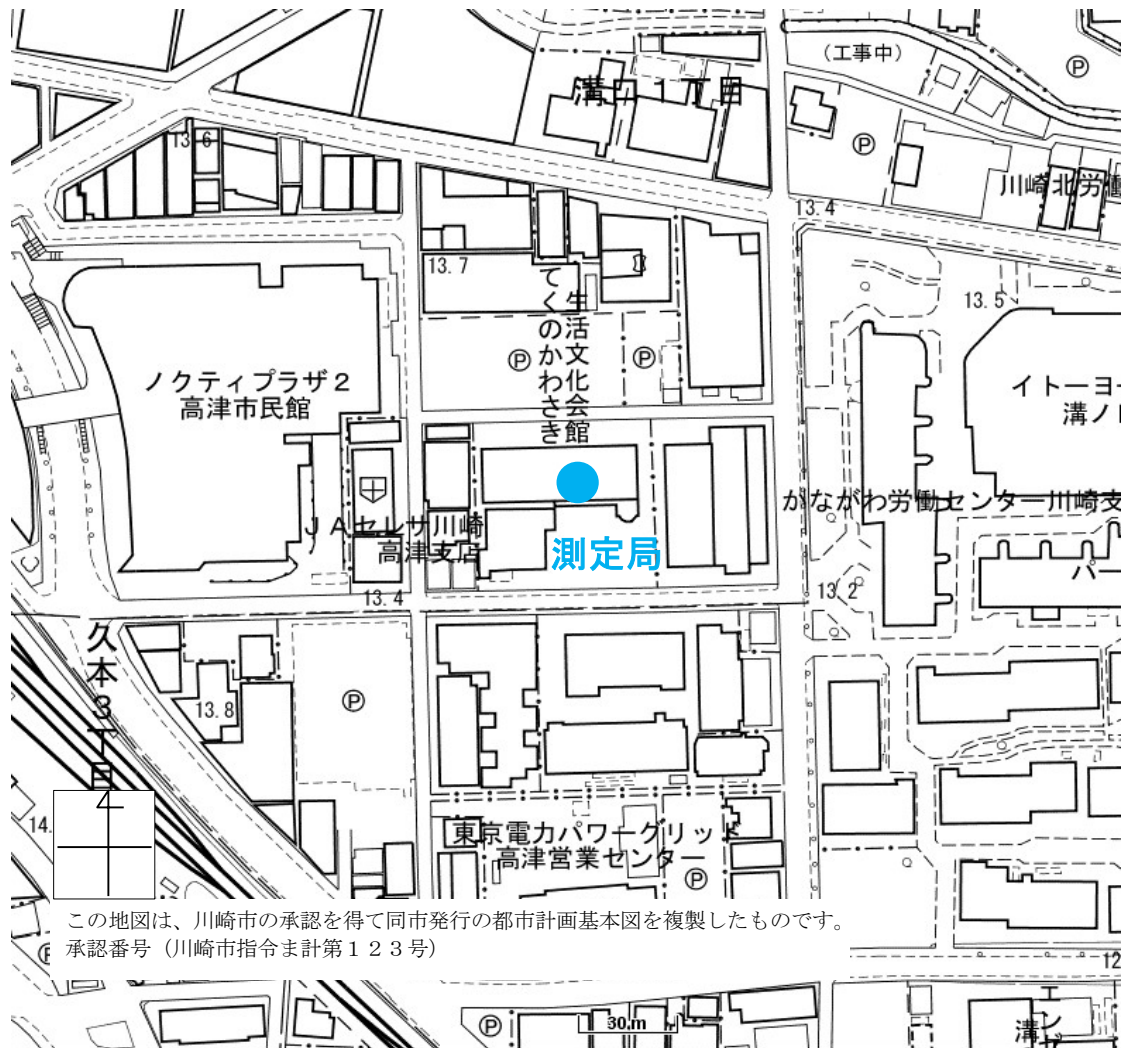 (工事中)
Ⓟ
溝口1丁目
13.6
Ⓟ
川崎北労働
13.4
13.7
13.5
生活文化会館
てくのかわさき
Ⓟ
Ⓟ
ノクティプラザ2
高津市民館
イトーヨー
かながわ労働センター川崎支
JAセレサ川崎
高津支店
測定局
パー
13.4
13.2
久本3丁目
Ⓟ
13.8
14.
東京電力パワーグリッド
高津営業センター
Ⓟ
この地図は、川崎市の承認を得て同市発行の都市計画基本図を複製したものです。
承認番号(川崎市指令ま計第123号)
12
Ⓟ
30.m
溝